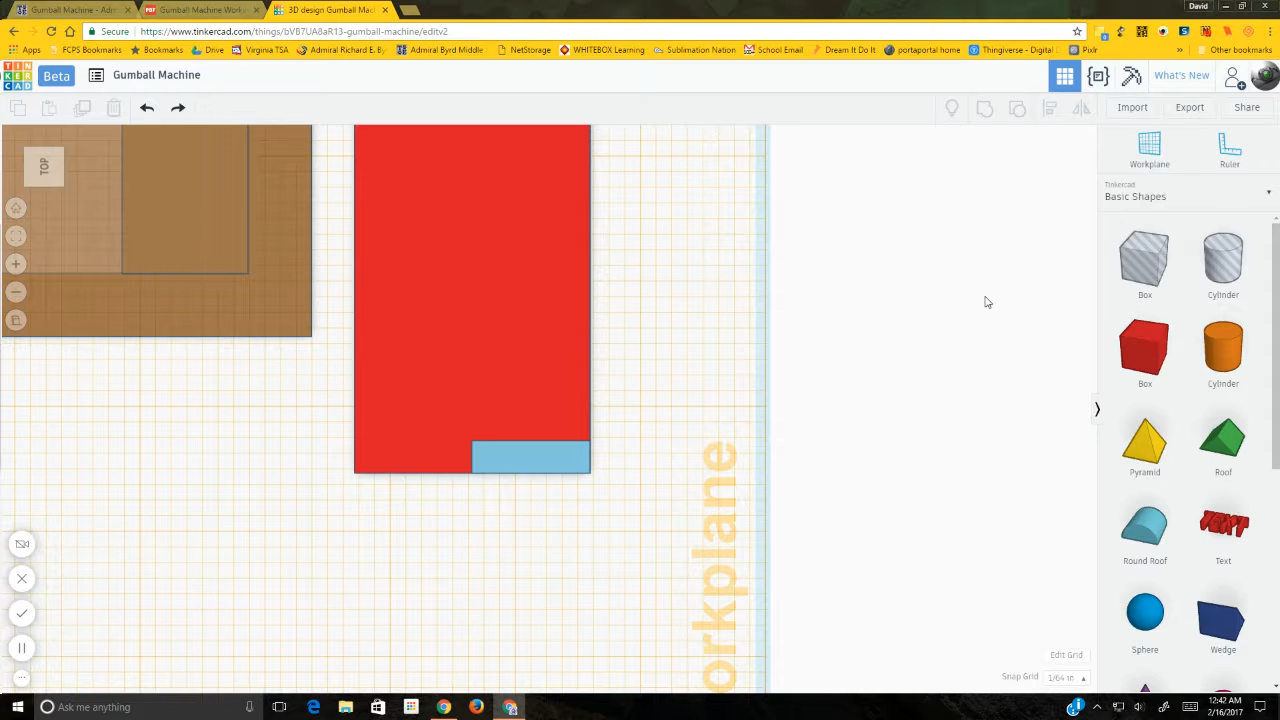 Gumball Machine - Adm
Gumball Machine Workin
3D design Gumball Mach
David
Secure
https://www.tinkercad.com/things/bVB7UA8aR13-gumball-machine/editv2
Apps
FCPS Bookmarks
Bookmarks
Drive
Virginia TSA
Admiral Richard E. By
Admiral Byrd Middle
NetStorage
WHITEBOX Learning
Sublimation Nation
School Email
Dream It Do It
portaportal home
Thingiverse - Digital
Pixlr
Other bookmarks
TIN
KER
CAD
Beta
Gumball Machine
What's New
Import
Export
Share
TOP
Workplane
Ruler
Tinkercad
Basic Shapes
Box
Cylinder
Box
Cylinder
Pyramid
Roof
TEXT
Round Roof
Text
Sphere
Wedge
orkplane
Edit Grid
Snap Grid
1/64 in
Ask me anything
12:42 AM
2/16/2017